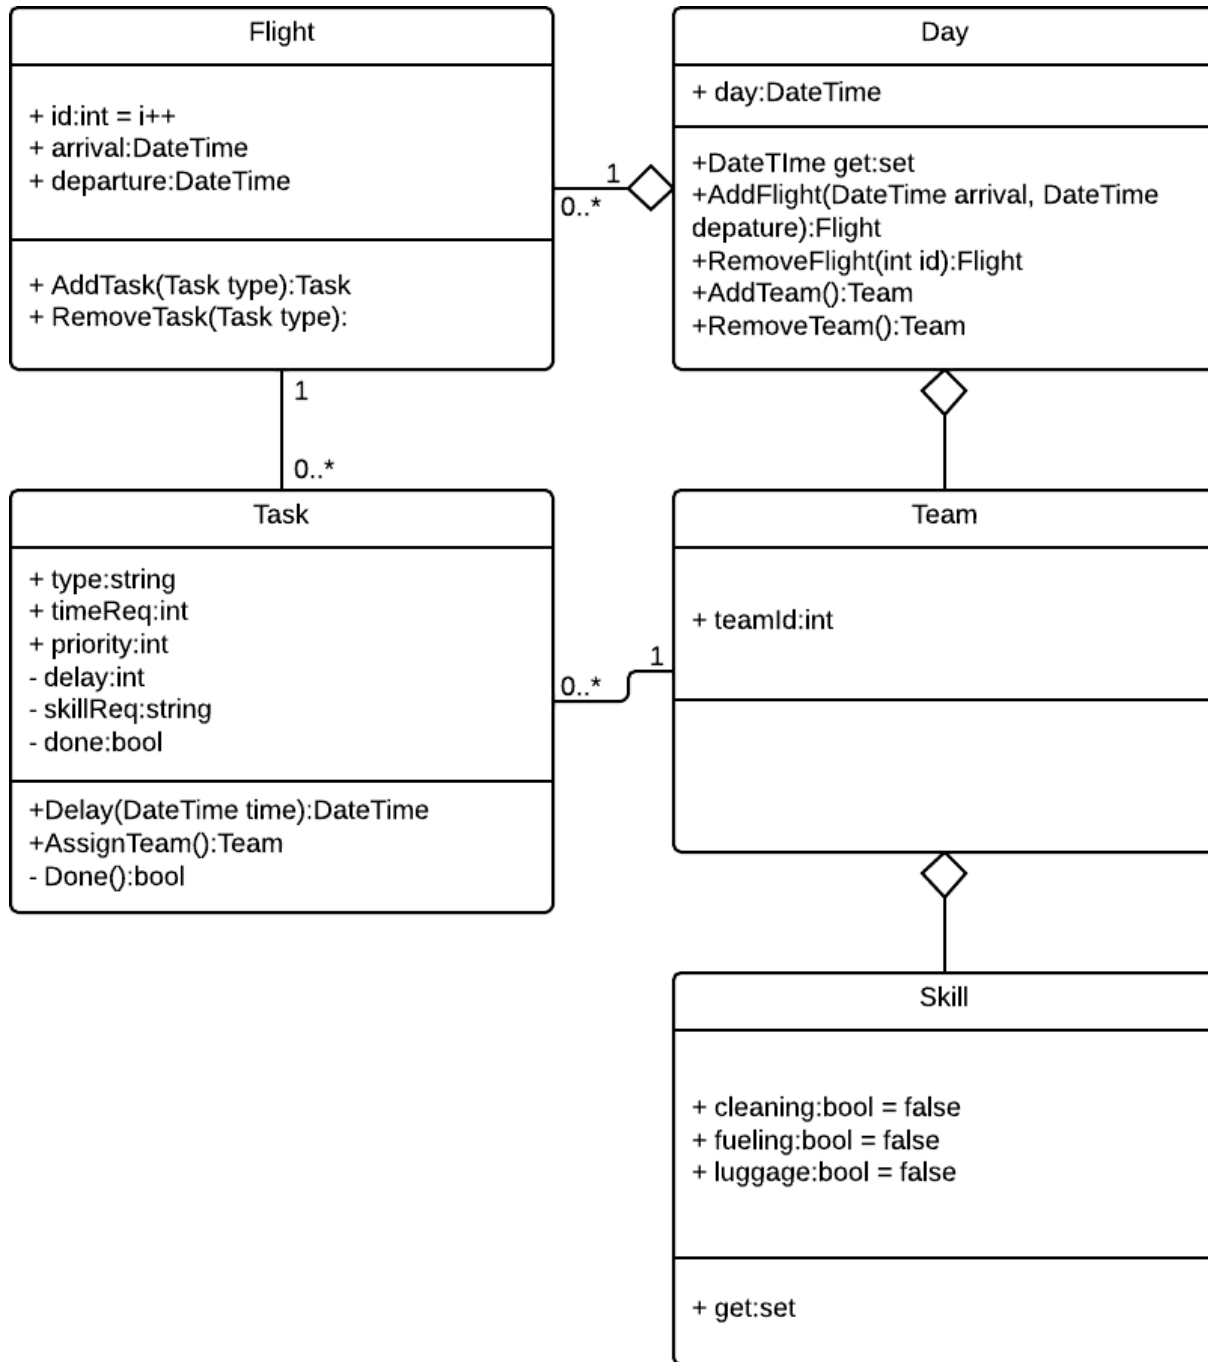 Flight
+ id:int = i++
+ arrival:DateTime
+ departure:DateTime
+ AddTask(Task type):Task
+ RemoveTask(Task type):
Day
+ day:DateTime
+DateTIme get:set
+AddFlight(DateTime arrival, DateTime
depature):Flight
+RemoveFlight(int id):Flight
+AddTeam():Team
+RemoveTeam():Team
1
0..*
1
0..*
Task
+ type:string
+ timeReq:int
+ priority:int
- delay:int
- skillReq:string
- done:bool
+Delay(DateTime time):DateTime
+AssignTeam():Team
- Done():bool
1
0..*
Team
+ teamId:int
Skill
+ cleaning:bool = false
+ fueling:bool = false
+ luggage:bool = false
+ get:set